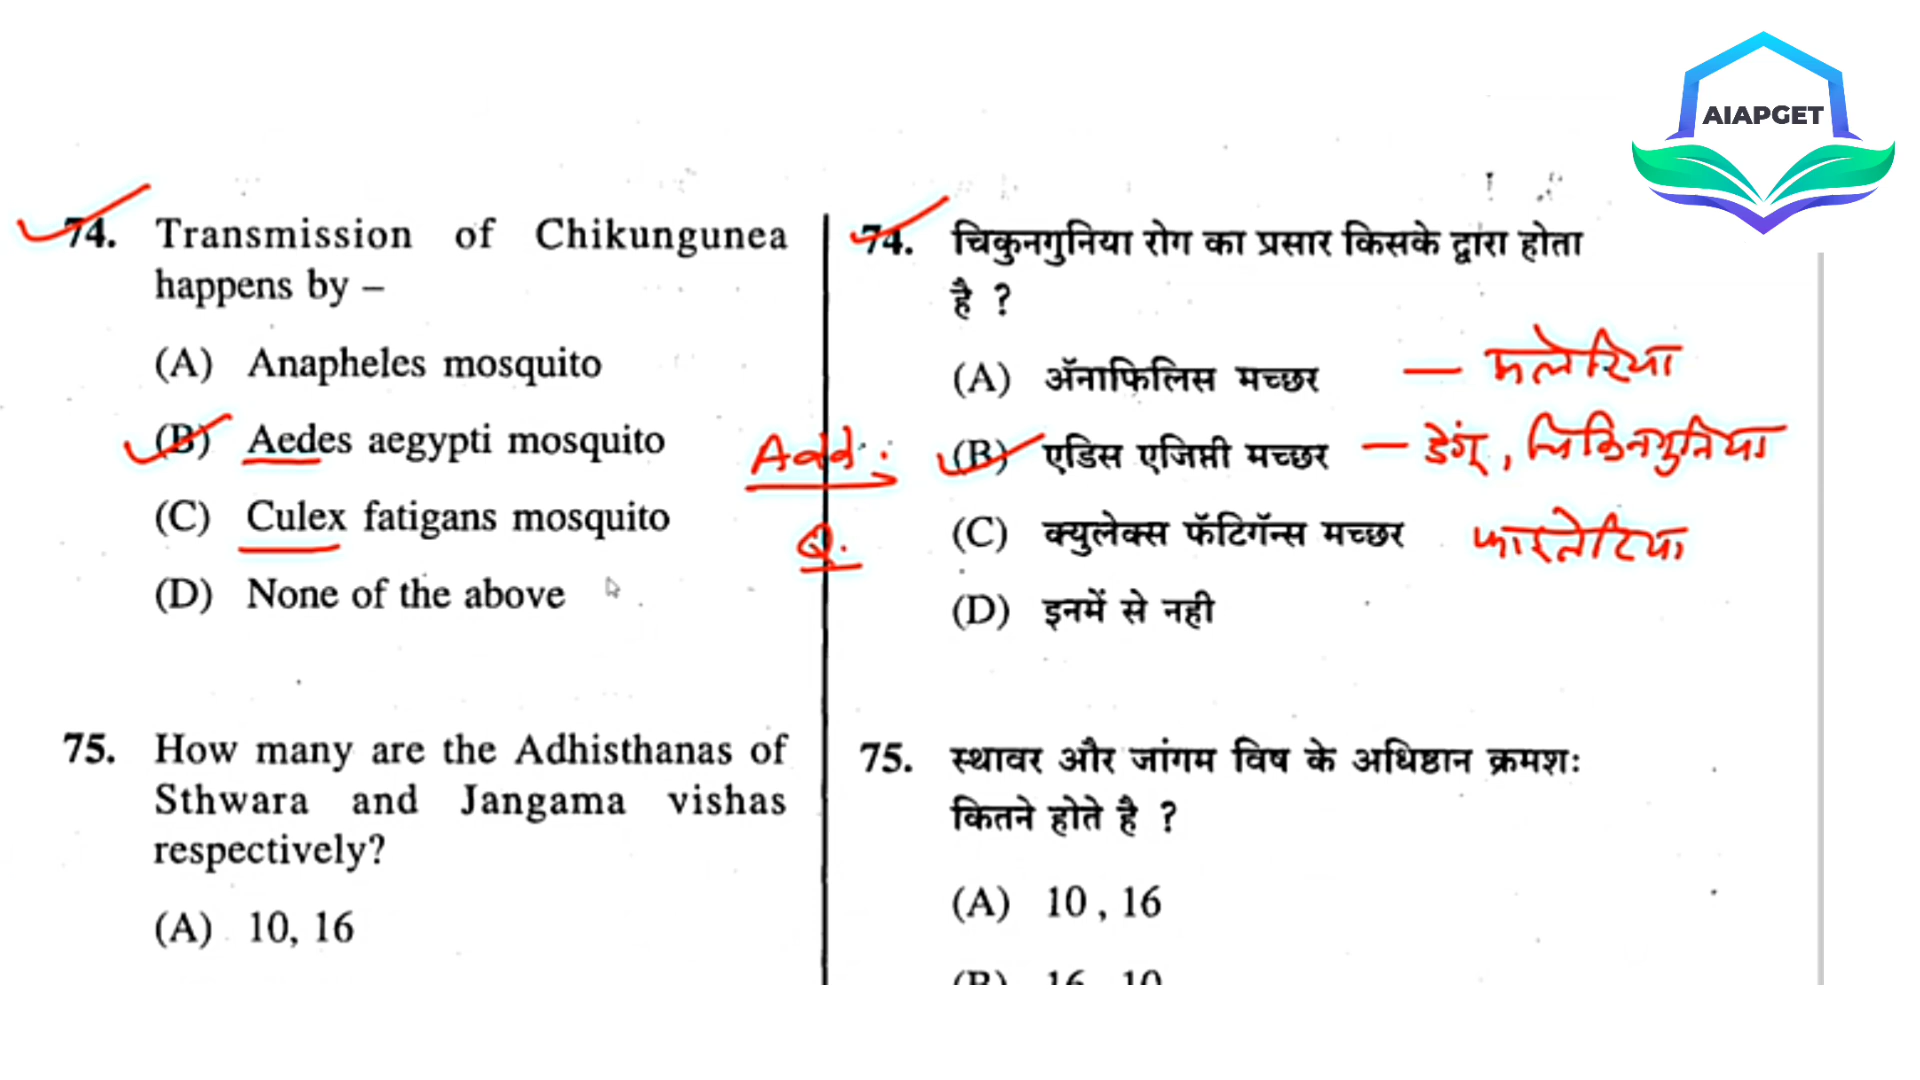 AIAPGET
74. Transmission of Chikungunea
happens by –
(A) Anapheles mosquito
(B) Aedes aegypti mosquito
(C) Culex fatigans mosquito
(D) None of the above
75. How many are the Adhisthanas of
Sthwara and Jangama vishas
respectively?
(A) 10, 16
Add:
Q.
74. चिकुनगुनिया रोग का प्रसार किसके द्वारा होता
है ?
(A) ॲनाफिलिस मच्छर — मलेरिया
(B) एडिस एजिप्ती मच्छर — डेंगू, चिकिनगुनिया
(C) क्युलेक्स फॅटिगॅन्स मच्छर
(D) इनमें से नही
75. स्थावर और जांगम विष के अधिष्ठान क्रमशः
कितने होते है ?
(A) 10 , 16
(B) 16 10